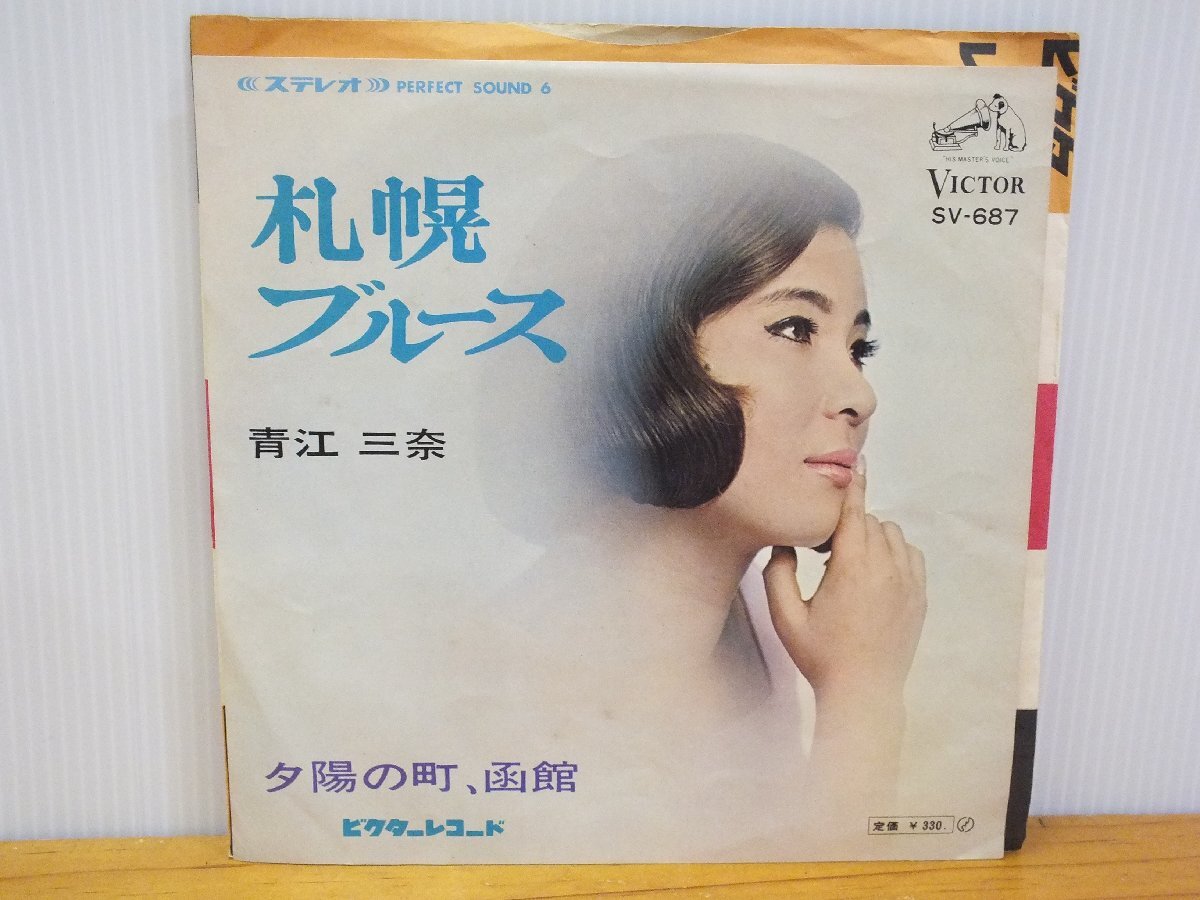 ((( ステレオ ))) PERFECT SOUND 6
"HIS MASTER'S VOICE"
VICTOR
SV-687
札幌
ブルース
青江 三奈
夕陽の町、函館
ビクターレコード
定価 ¥330.